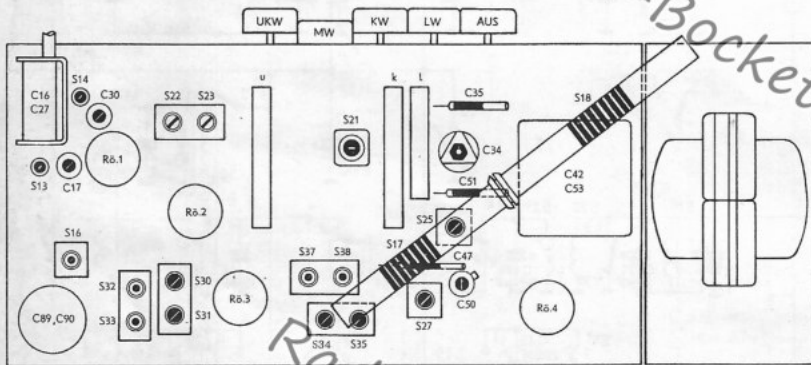 UKW MW KW LW AUS
u k L
S14 C16 C27 C30 S22 S23 S21 C35 S18
Rö.1 C34
S13 C17 C51 C42 C53
Rö.2 S25
S16 S17
S37 S38 C47
S32 S30 Rö.3 C50
C89,C90 S33 S31 S27 Rö.4
S34 S35
Bocket